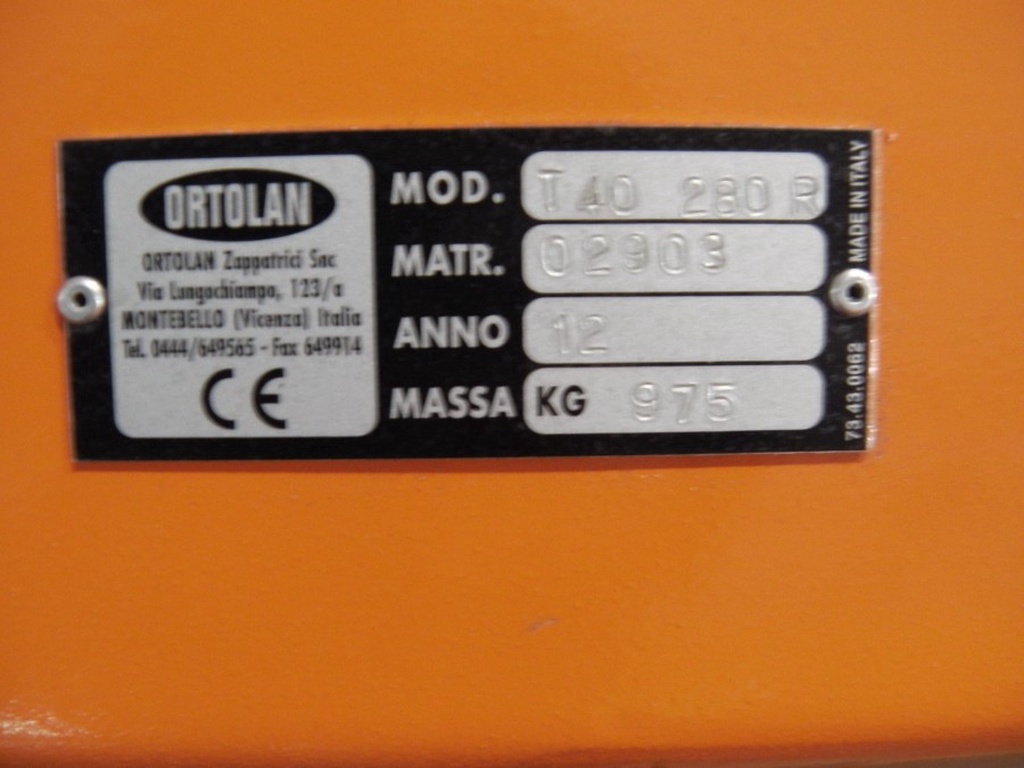 ORTOLAN
ORTOLAN Zappatrici Snc
Via Lungochiampo, 123/a
MONTEBELLO (Vicenza) Italia
Tel. 0444/649565 - Fax 649914
CE
MOD. T40 280 R
MATR. 02903
ANNO 12
MASSA KG 975
73.43.0062 MADE IN ITALY